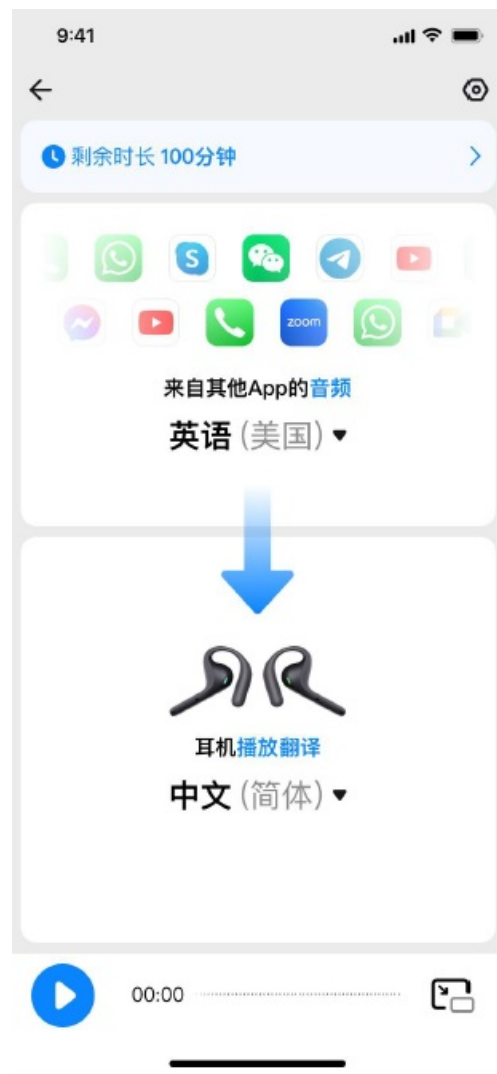 9:41
剩余时长 100分钟
S
zoom
来自其他App的音频
英语 (美国)
耳机播放翻译
中文 (简体)
00:00